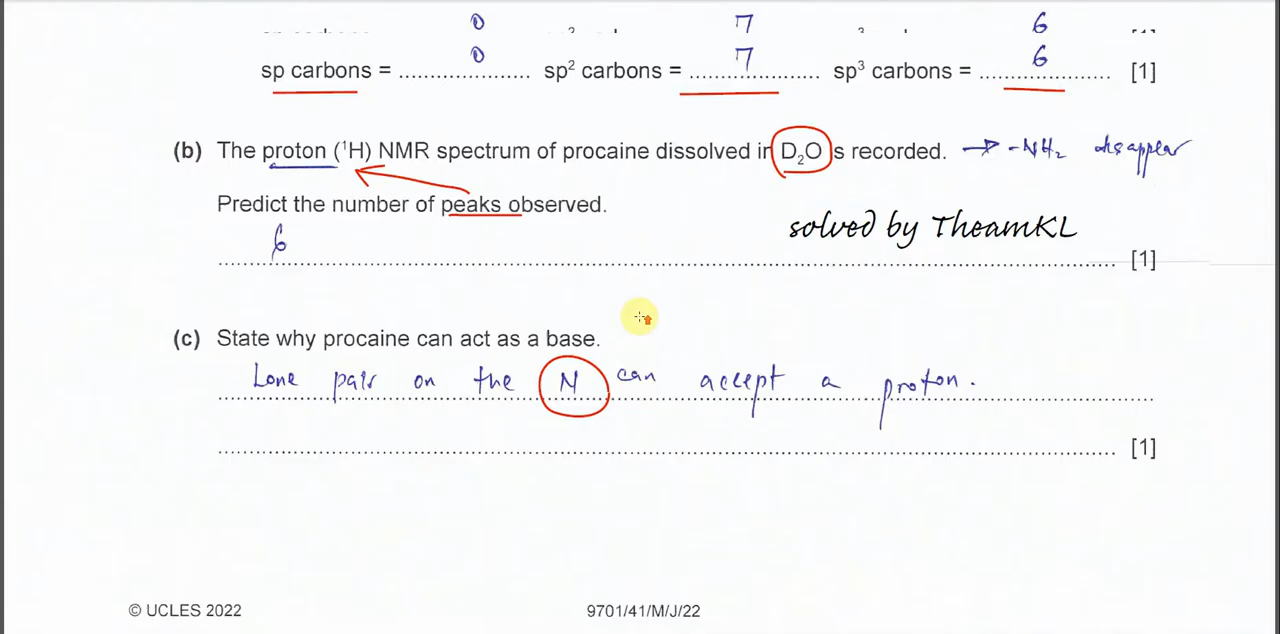 0 7 6
sp carbons = 0 sp² carbons = 7 sp³ carbons = 6 [1]
(b) The proton (¹H) NMR spectrum of procaine dissolved in D₂O is recorded. → -NH₂ disappear
Predict the number of peaks observed.
solved by TheamKL
6 [1]
(c) State why procaine can act as a base.
Lone pair on the N can accept a proton.
[1]
© UCLES 2022 9701/41/M/J/22